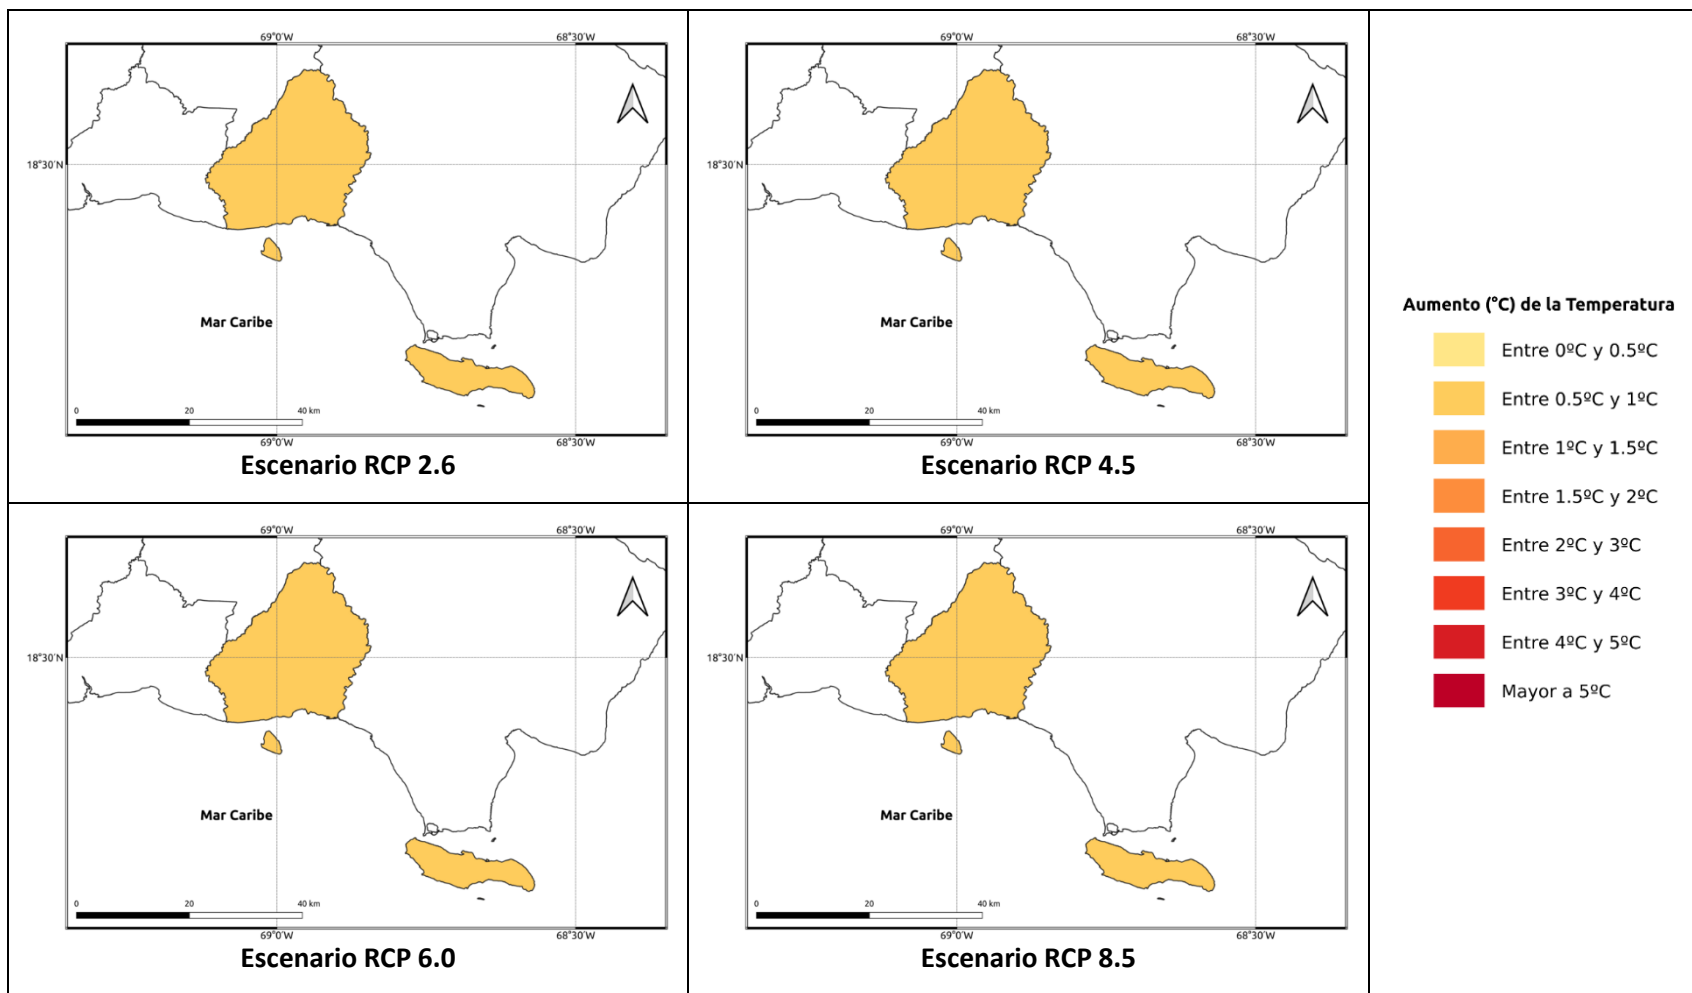 69°0'W
68°30'W
18°30'N
Mar Caribe
0
20
40 km
69°0'W
68°30'W
Escenario RCP 2.6
69°0'W
68°30'W
18°30'N
Mar Caribe
0
20
40 km
69°0'W
68°30'W
Escenario RCP 4.5
69°0'W
68°30'W
18°30'N
Mar Caribe
0
20
40 km
69°0'W
68°30'W
Escenario RCP 6.0
69°0'W
68°30'W
18°30'N
Mar Caribe
0
20
40 km
69°0'W
68°30'W
Escenario RCP 8.5
Aumento (°C) de la Temperatura
Entre 0ºC y 0.5ºC
Entre 0.5ºC y 1ºC
Entre 1ºC y 1.5ºC
Entre 1.5ºC y 2ºC
Entre 2ºC y 3ºC
Entre 3ºC y 4ºC
Entre 4ºC y 5ºC
Mayor a 5ºC